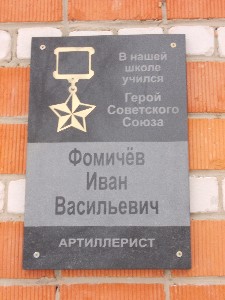 В нашей
школе
учился
Герой
Советского
Союза
Фомичёв
Иван
Васильевич
АРТИЛЛЕРИСТ